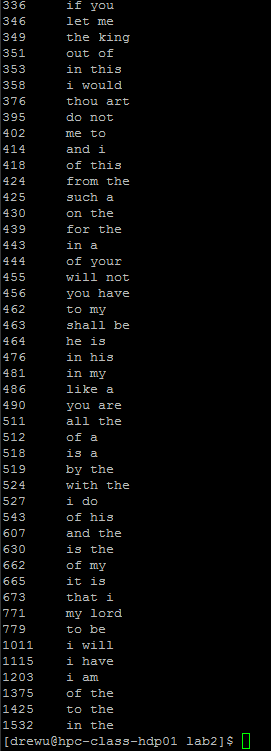 336 if you
346 let me
349 the king
351 out of
353 in this
358 i would
376 thou art
395 do not
402 me to
414 and i
418 of this
424 from the
425 such a
430 on the
439 for the
443 in a
444 of your
455 will not
456 you have
462 to my
463 shall be
464 he is
476 in his
481 in my
486 like a
490 you are
511 all the
512 of a
518 is a
519 by the
524 with the
527 i do
543 of his
607 and the
630 is the
662 of my
665 it is
673 that i
771 my lord
779 to be
1011 i will
1115 i have
1203 i am
1375 of the
1425 to the
1532 in the
[drewu@hpc-class-hdp01 lab2]$